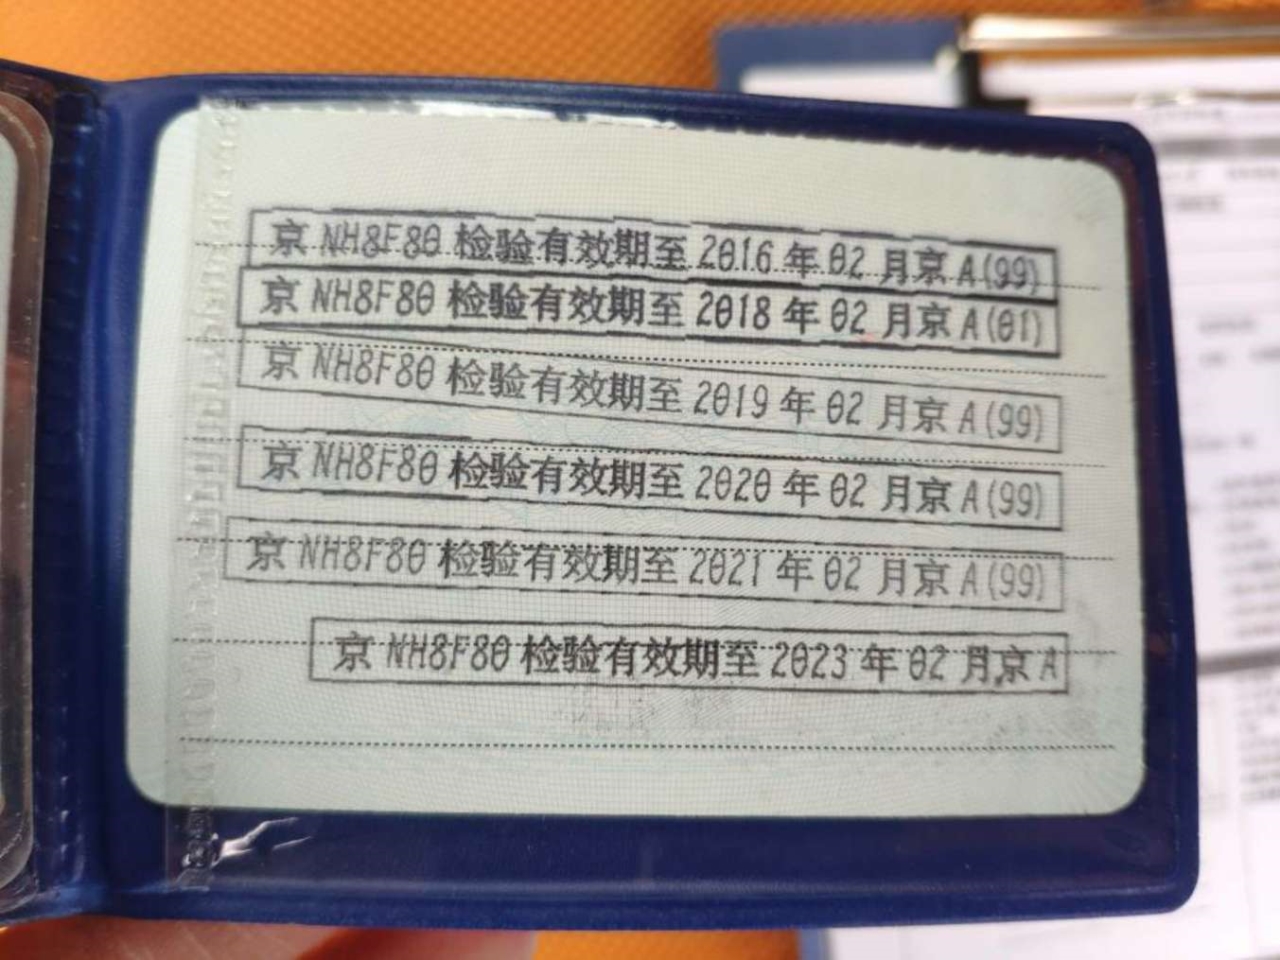 京 NH8F80 检验有效期至 2016 年 02 月京 A(99)
京 NH8F80 检验有效期至 2018 年 02 月京 A(01)
京 NH8F80 检验有效期至 2019 年 02 月京 A(99)
京 NH8F80 检验有效期至 2020 年 02 月京 A(99)
京 NH8F80 检验有效期至 2021 年 02 月京 A(99)
京 NH8F80 检验有效期至 2023 年 02 月京 A